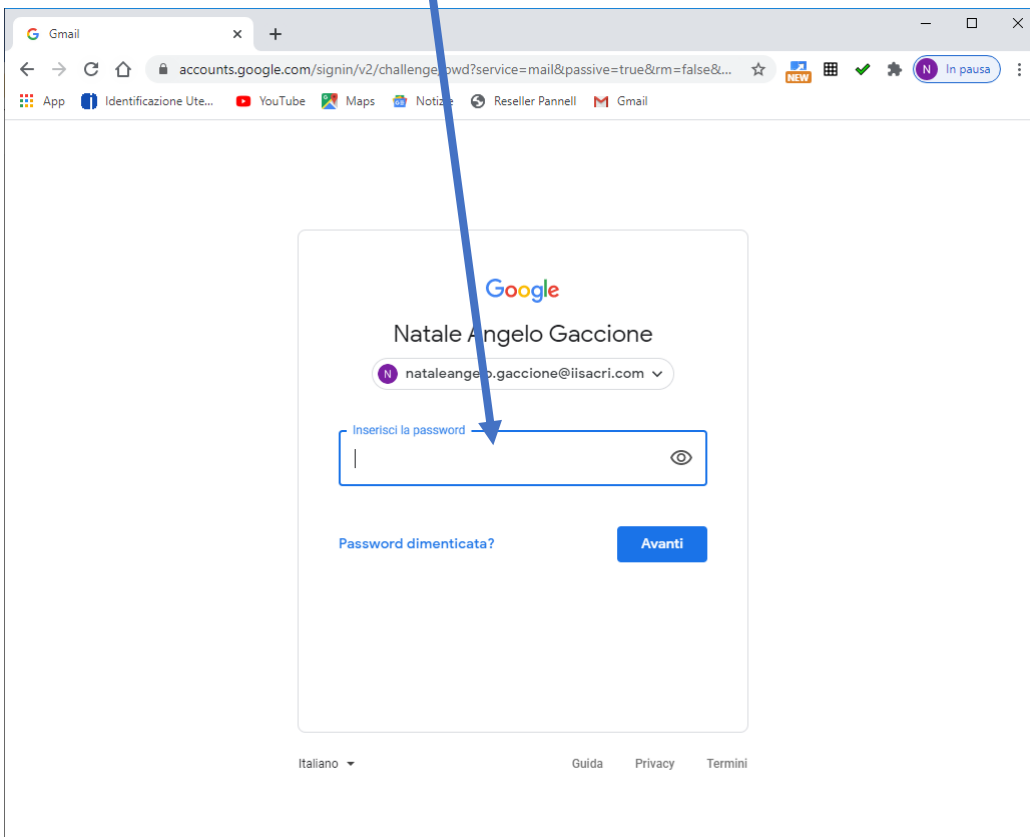 Gmail
accounts.google.com/signin/v2/challenge/pwd?service=mail&passive=true&rm=false&...
NEW
N In pausa
App Identificazione Ute... YouTube Maps Notizie Reseller Pannell Gmail
Google
Natale Angelo Gaccione
N nataleangelo.gaccione@iisacri.com
Inserisci la password
Password dimenticata? Avanti
Italiano Guida Privacy Termini